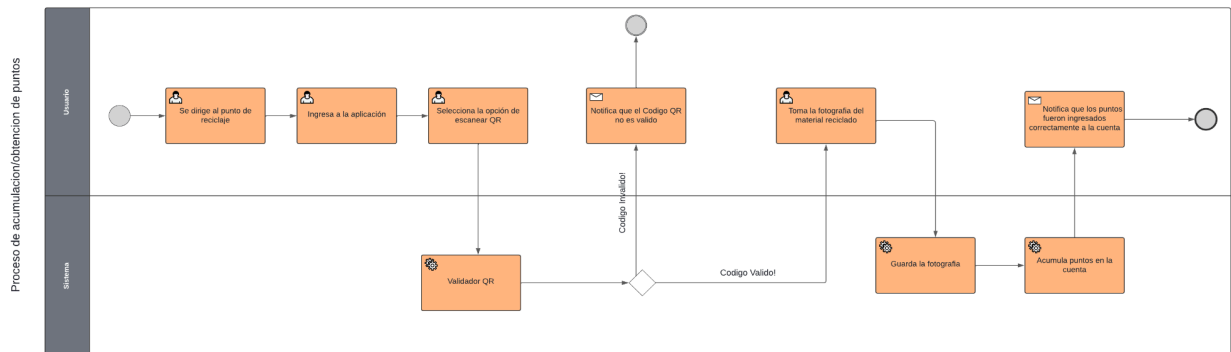 Proceso de acumulacion/obtencion de puntos
Usuario
Se dirige al punto de
reciclaje
Ingresa a la aplicación
Selecciona la opción de
escanear QR
Notifica que el Codigo QR
no es valido
Toma la fotografia del
material reciclado
Notifica que los puntos
fueron ingresados
correctamente a la cuenta
Codigo Invalido!
Sistema
Validador QR
Codigo Valido!
Guarda la fotografia
Acumula puntos en la
cuenta